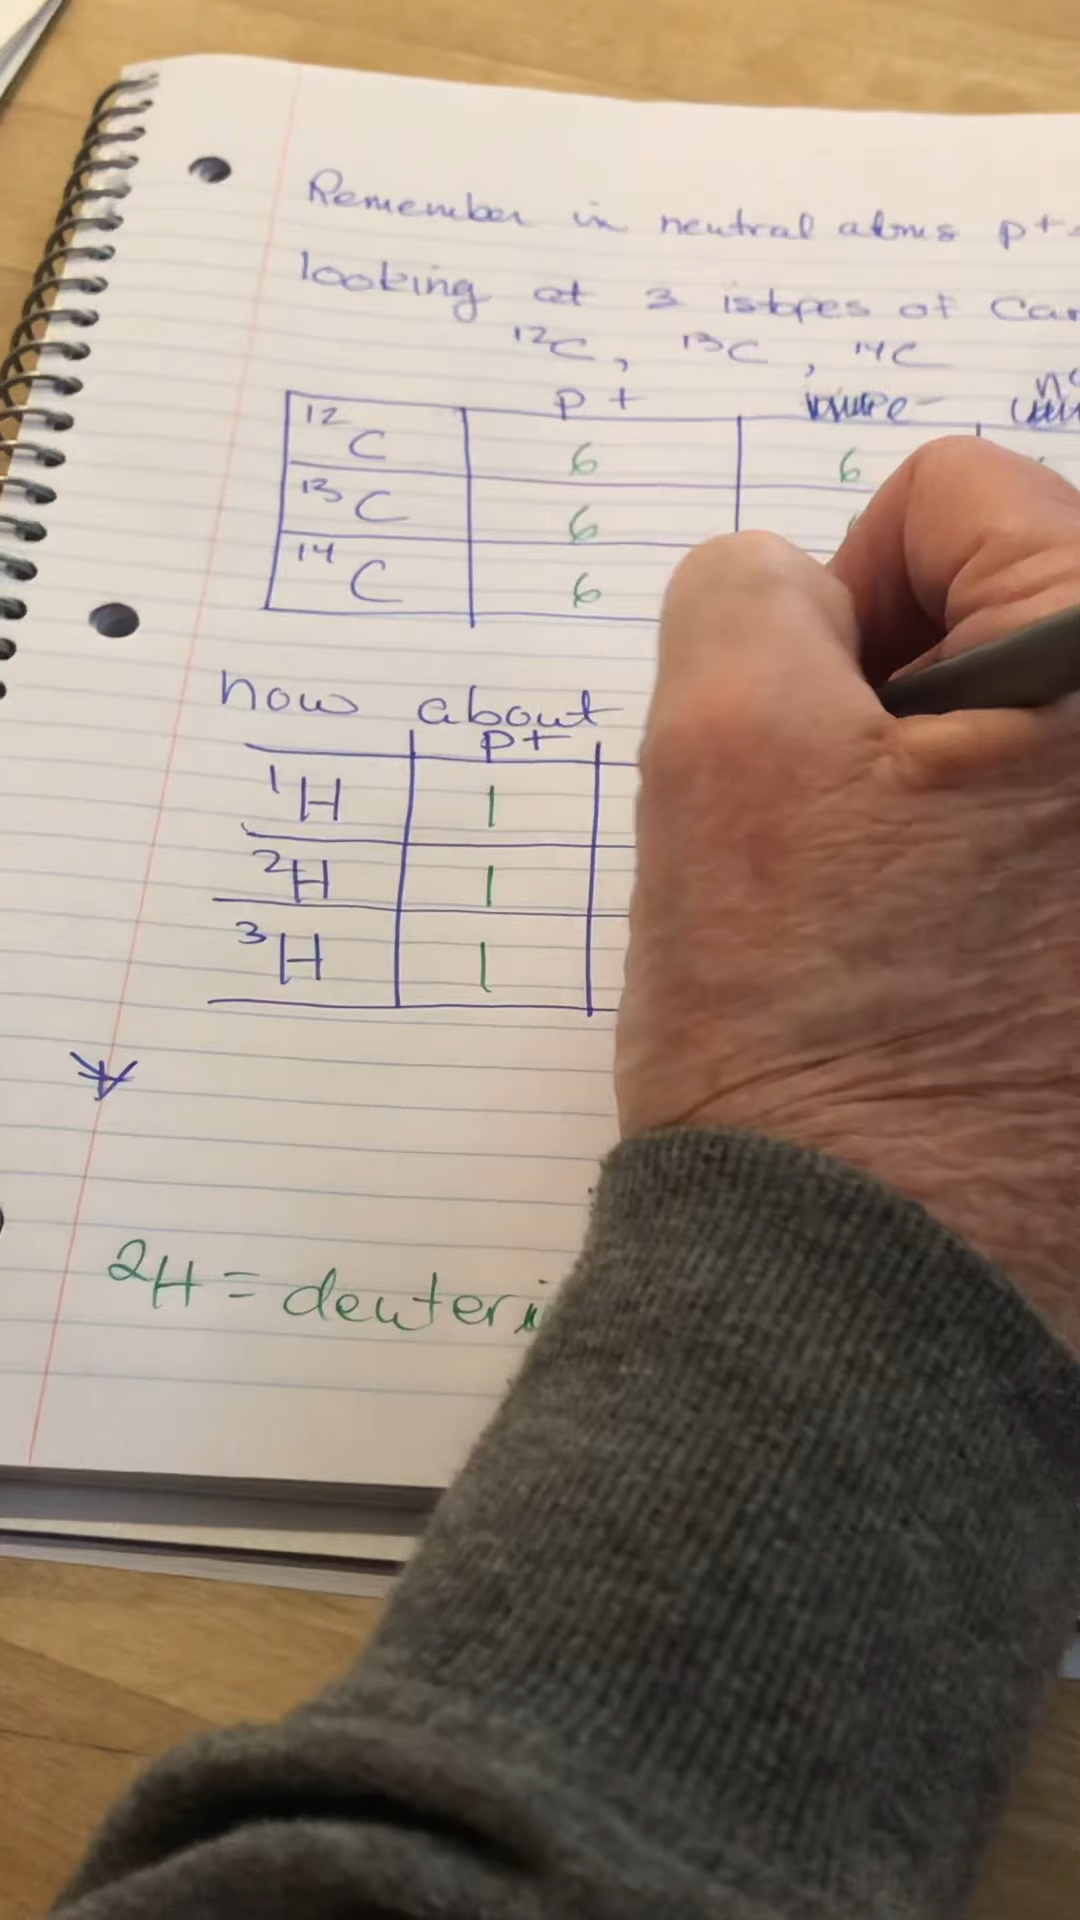 Remember in neutral atoms p+
looking at 3 istopes of Car
12C, 13C, 14C
p+ e-
12C 6 6
13C 6
14C 6
now about
p+
1H 1
2H 1
3H 1
2H = deuteri